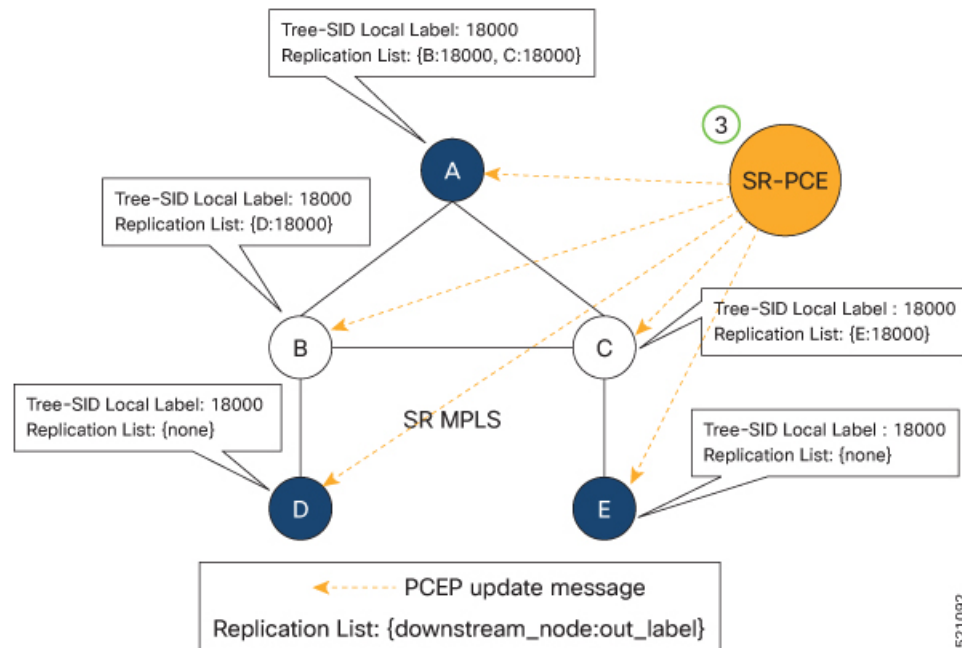 Tree-SID Local Label: 18000
Replication List: {B:18000, C:18000}
3
SR-PCE
A
Tree-SID Local Label: 18000
Replication List: {D:18000}
B
C
Tree-SID Local Label : 18000
Replication List: {E:18000}
Tree-SID Local Label: 18000
Replication List: {none}
SR MPLS
Tree-SID Local Label : 18000
Replication List: {none}
D
E
PCEP update message
Replication List: {downstream_node:out_label}
521092